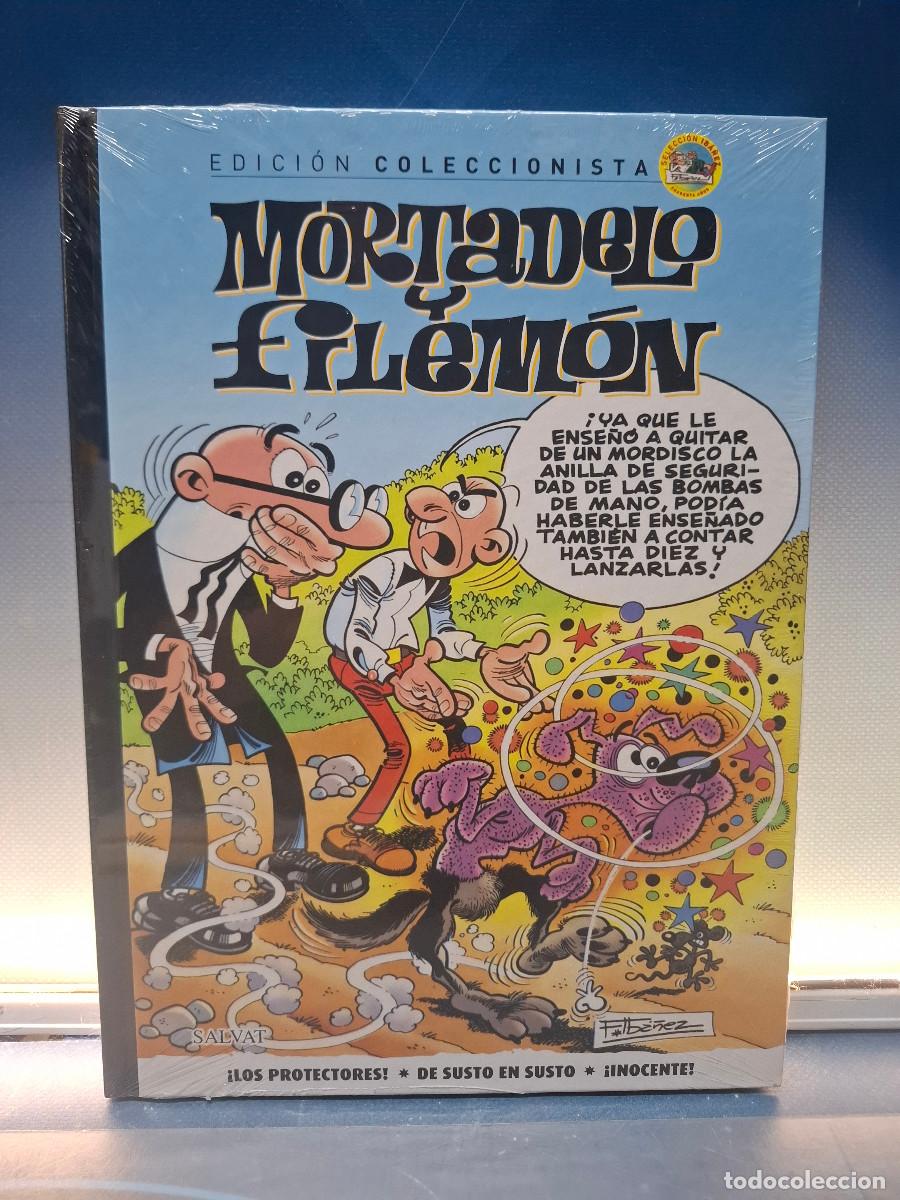 EDICIÓN COLECCIONISTA
SELECCIÓN IBÁÑEZ
MORTADELO
Y
FILEMÓN
¡YA QUE LE
ENSEÑÓ A QUITAR
DE UN MORDISCO LA
ANILLA DE SEGURI-
DAD DE LAS BOMBAS
DE MANO, PODÍA
HABERLE ENSEÑADO
TAMBIÉN A CONTAR
HASTA DIEZ Y
LANZARLAS!
F. Ibáñez
SALVAT
¡LOS PROTECTORES! * DE SUSTO EN SUSTO * ¡INOCENTE!
todocoleccion